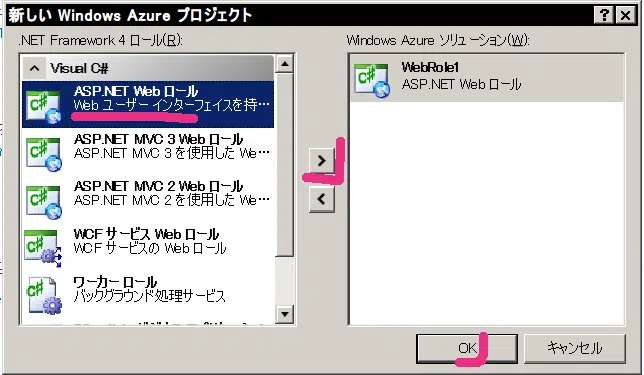 新しい Windows Azure プロジェクト
.NET Framework 4 ロール(R):
Visual C#
ASP.NET Web ロール
Web ユーザー インターフェイスを持…
ASP.NET MVC 3 Web ロール
ASP.NET MVC 3 を使用した We…
ASP.NET MVC 2 Web ロール
ASP.NET MVC 2 を使用した We…
WCF サービス Web ロール
WCF サービスの Web ロール
ワーカー ロール
バックグラウンド処理サービス
Windows Azure ソリューション(W):
WebRole1
ASP.NET Web ロール
OK
キャンセル